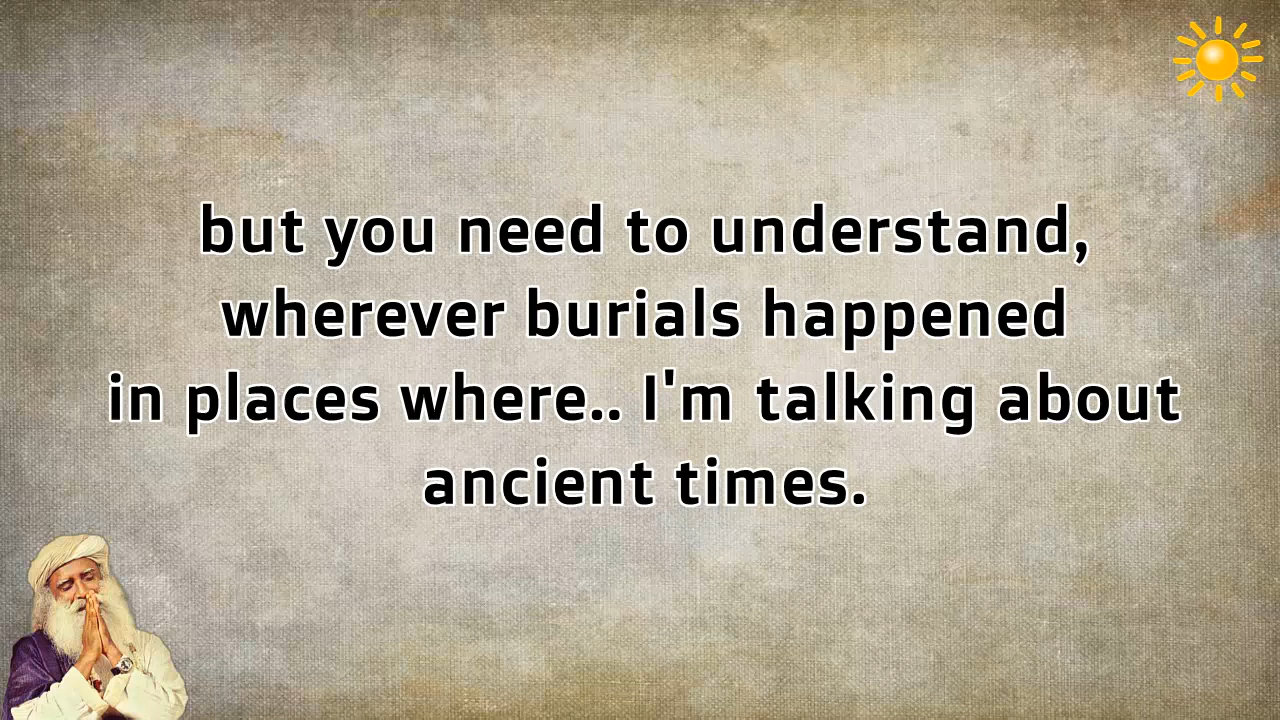 but you need to understand,
wherever burials happened
in places where.. I'm talking about
ancient times.